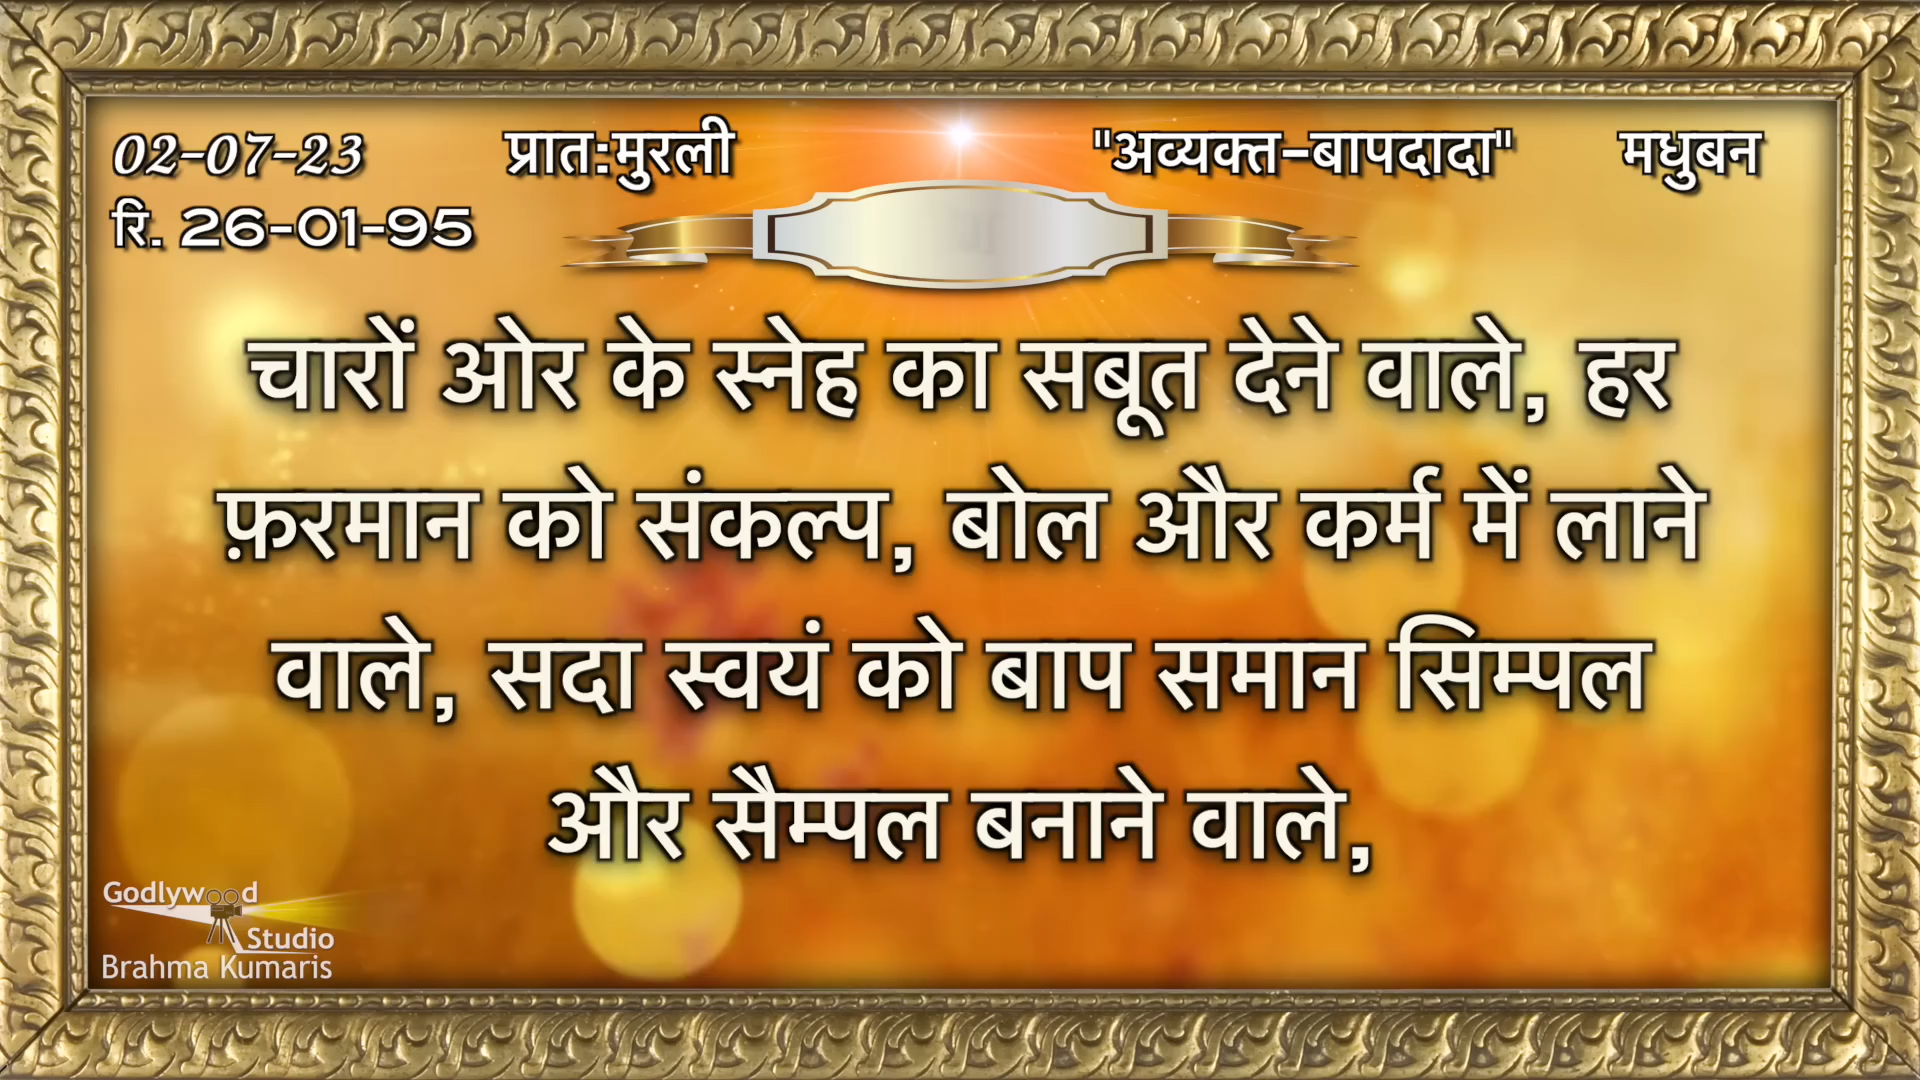 02-07-23 प्रात:मुरली "अव्यक्त-बापदादा" मधुबन
रि. 26-01-95
चारों ओर के स्नेह का सबूत देने वाले, हर
फ़रमान को संकल्प, बोल और कर्म में लाने
वाले, सदा स्वयं को बाप समान सिम्पल
और सैम्पल बनाने वाले,
Godlywood
Studio
Brahma Kumaris